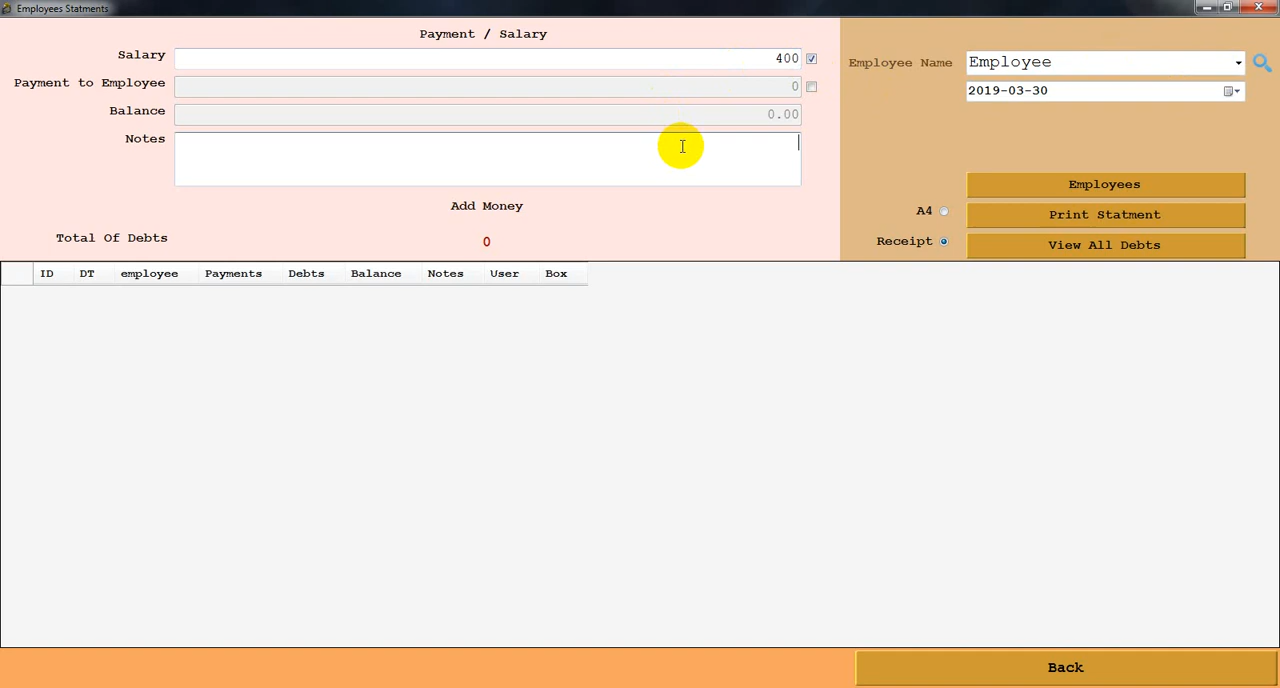 Employees Statments
Payment / Salary
Salary 400
Payment to Employee 0
Balance 0.00
Notes
Add Money
Total Of Debts 0
Employee Name Employee
2019-03-30
Employees
A4 Print Statment
Receipt View All Debts
ID DT employee Payments Debts Balance Notes User Box
Back